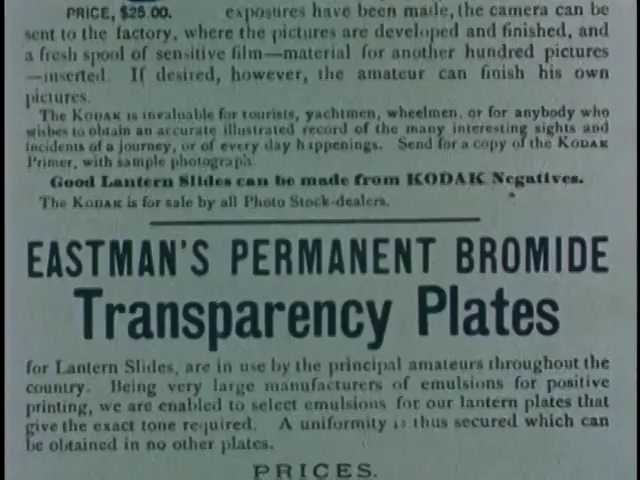 PRICE, $25.00. exposures have been made, the camera can be
sent to the factory, where the pictures are developed and finished, and
a fresh spool of sensitive film—material for another hundred pictures
—inserted. If desired, however, the amateur can finish his own
pictures.
The KODAK is invaluable for tourists, yachtmen, wheelmen, or for anybody who
wishes to obtain an accurate illustrated record of the many interesting sights and
incidents of a journey, or of every day happenings. Send for a copy of the KODAK
Primer, with sample photograph.
Good Lantern Slides can be made from KODAK Negatives.
The KODAK is for sale by all Photo Stock-dealers.
EASTMAN'S PERMANENT BROMIDE
Transparency Plates
for Lantern Slides, are in use by the principal amateurs throughout the
country. Being very large manufacturers of emulsions for positive
printing, we are enabled to select emulsions for our lantern plates that
give the exact tone required. A uniformity is thus secured which can
be obtained in no other plates.
PRICES.